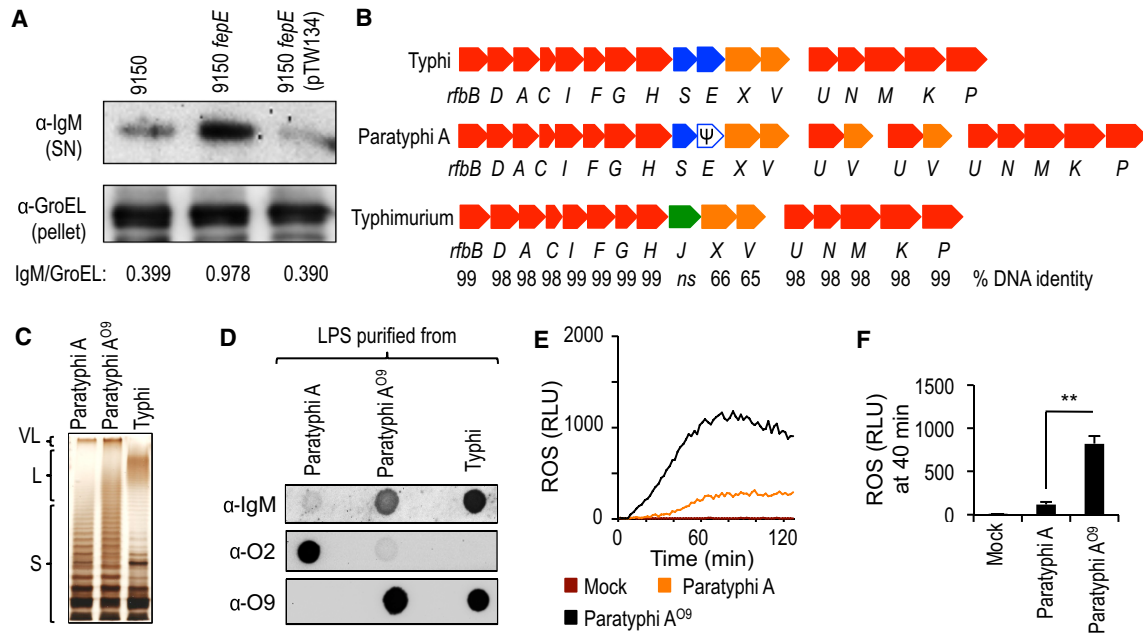 A
9150
9150 fepE
9150 fepE
(pTW134)
α-IgM
(SN)
α-GroEL
(pellet)
IgM/GroEL: 0.399 0.978 0.390
B
Typhi
rfbB D A C I F G H S E X V U N M K P
Paratyphi A
Ψ
rfbB D A C I F G H S E X V U V U V U N M K P
Typhimurium
rfbB D A C I F G H J X V U N M K P
99 98 98 98 99 99 99 99 ns 66 65 98 98 98 98 99 % DNA identity
C
Paratyphi A
Paratyphi A^O9
Typhi
VL
L
S
D
LPS purified from
Paratyphi A
Paratyphi A^O9
Typhi
α-IgM
α-O2
α-O9
E
ROS (RLU)
2000
1000
0
0 60 120
Time (min)
Mock
Paratyphi A
Paratyphi A^O9
F
ROS (RLU)
at 40 min
1500
1000
500
0
**
Mock
Paratyphi A
Paratyphi A^O9